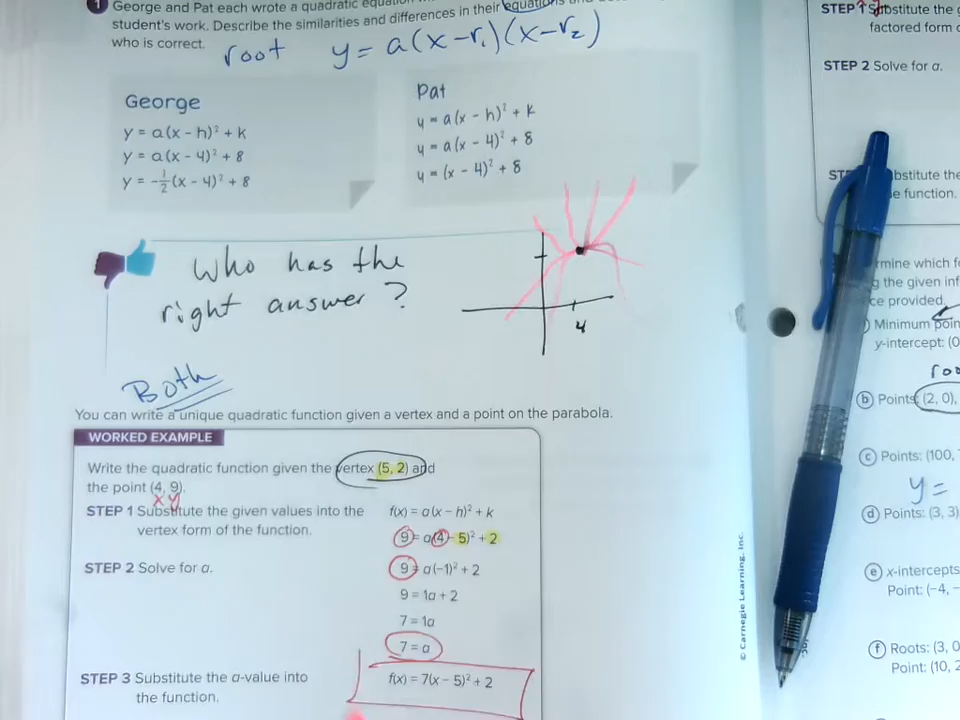 1 George and Pat each wrote a quadratic equation
student's work. Describe the similarities and differences in their equations and
who is correct.
root y = a(x-r₁)(x-r₂)
George
y = a(x - h)² + k
y = a(x - 4)² + 8
y = -1/2(x - 4)² + 8
Pat
y = a(x - h)² + k
y = a(x - 4)² + 8
y = (x - 4)² + 8
Who has the
right answer?
4
Both
You can write a unique quadratic function given a vertex and a point on the parabola.
WORKED EXAMPLE
Write the quadratic function given the vertex (5, 2) and
the point (4, 9).
x y
STEP 1 Substitute the given values into the
vertex form of the function.
f(x) = a(x - h)² + k
9 = a(4 - 5)² + 2
STEP 2 Solve for a.
9 = a(-1)² + 2
9 = 1a + 2
7 = 1a
7 = a
STEP 3 Substitute the a-value into
the function.
f(x) = 7(x - 5)² + 2
© Carnegie Learning, Inc.
STEP 1 Substitute the
factored form
STEP 2 Solve for a.
the
function.
which
the given
provided.
Minimum point
y-intercept: (0
b Points (2, 0),
c Points: (100,
y =
d Points: (3, 3)
e x-intercepts
Point: (-4, -
f Roots: (3, 0
Point: (10, 2